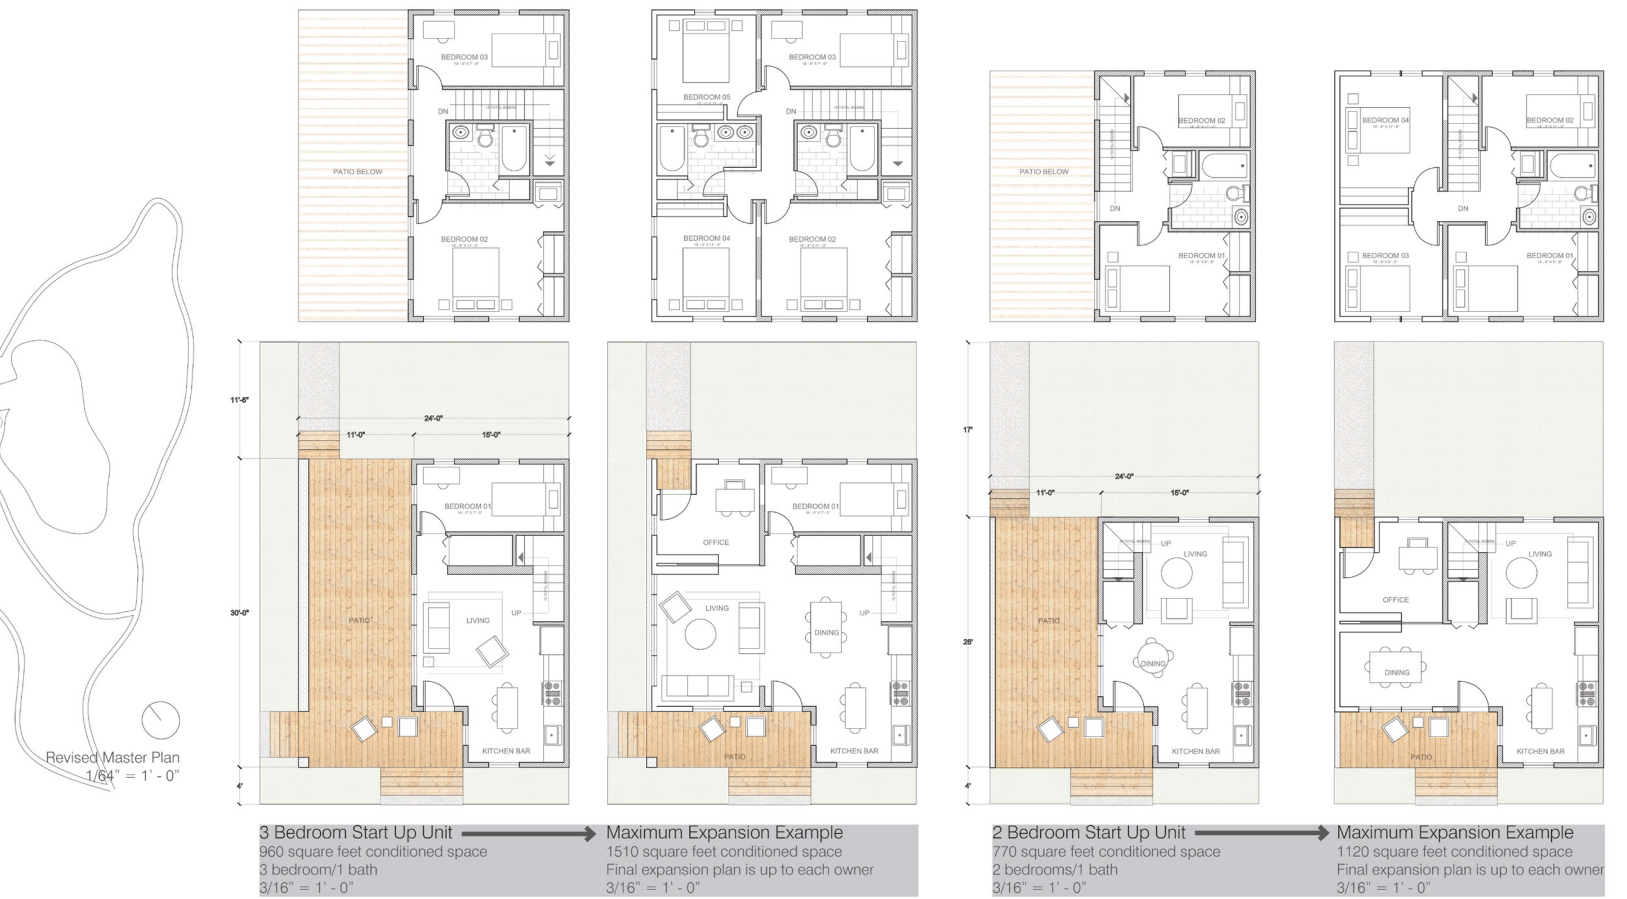 BEDROOM 03
DN
PATIO BELOW
BEDROOM 02
BEDROOM 05
BEDROOM 03
DN
BEDROOM 04
BEDROOM 02
BEDROOM 02
PATIO BELOW
DN
BEDROOM 01
BEDROOM 04
BEDROOM 02
DN
BEDROOM 03
BEDROOM 01
11'-6"
24'-0"
11'-0"
15'-0"
BEDROOM 01
30'-0"
UP
PATIO
LIVING
KITCHEN BAR
4'
BEDROOM 01
OFFICE
LIVING
UP
DINING
PATIO
KITCHEN BAR
17'
24'-0"
11'-0"
15'-0"
UP
LIVING
26'
PATIO
DINING
KITCHEN BAR
4'
UP
LIVING
OFFICE
DINING
PATIO
KITCHEN BAR
Revised Master Plan
1/64" = 1' - 0"
3 Bedroom Start Up Unit
960 square feet conditioned space
3 bedroom/1 bath
3/16" = 1' - 0"
Maximum Expansion Example
1510 square feet conditioned space
Final expansion plan is up to each owner
3/16" = 1' - 0"
2 Bedroom Start Up Unit
770 square feet conditioned space
2 bedrooms/1 bath
3/16" = 1' - 0"
Maximum Expansion Example
1120 square feet conditioned space
Final expansion plan is up to each owner
3/16" = 1' - 0"